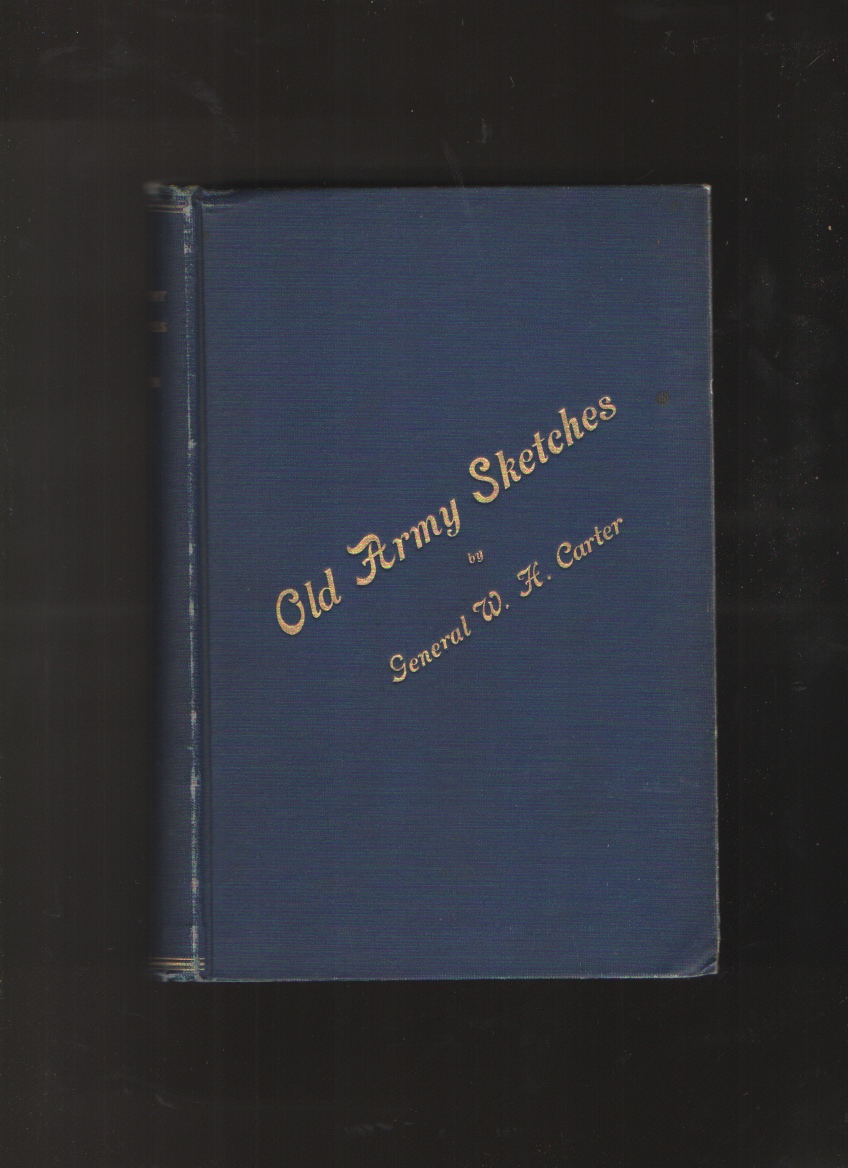 Old Army Sketches
by
General W. H. Carter